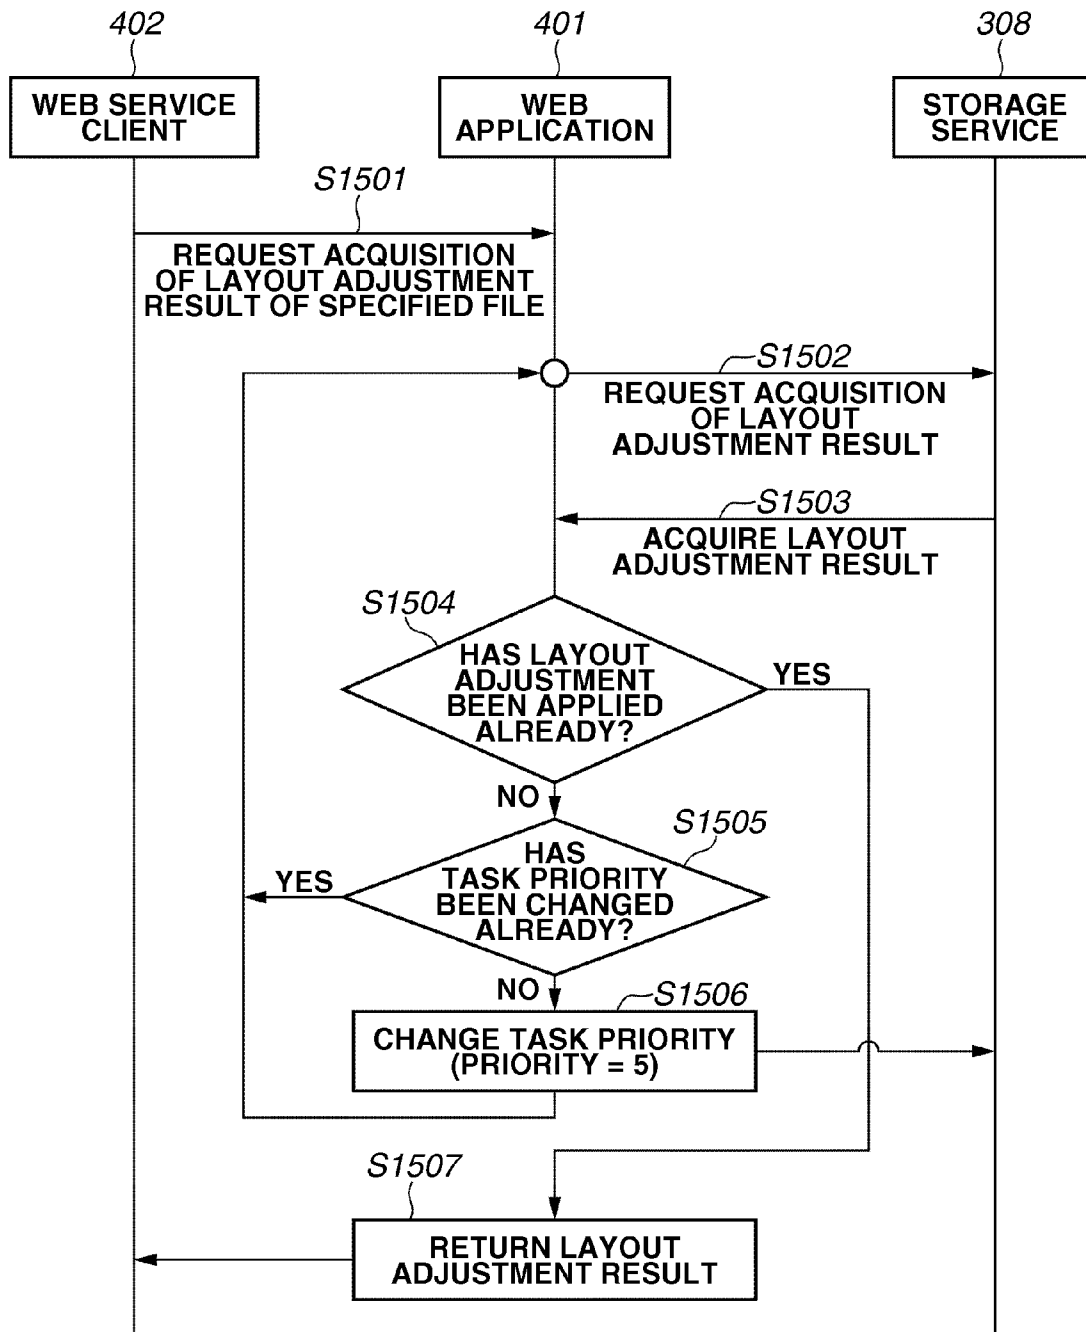 402
401
308
WEB SERVICE
CLIENT
WEB
APPLICATION
STORAGE
SERVICE
S1501
REQUEST ACQUISITION
OF LAYOUT ADJUSTMENT
RESULT OF SPECIFIED FILE
S1502
REQUEST ACQUISITION
OF LAYOUT
ADJUSTMENT RESULT
S1503
ACQUIRE LAYOUT
ADJUSTMENT RESULT
S1504
HAS LAYOUT
ADJUSTMENT
BEEN APPLIED
ALREADY?
YES
NO
S1505
HAS
TASK PRIORITY
BEEN CHANGED
ALREADY?
YES
NO
S1506
CHANGE TASK PRIORITY
(PRIORITY = 5)
S1507
RETURN LAYOUT
ADJUSTMENT RESULT